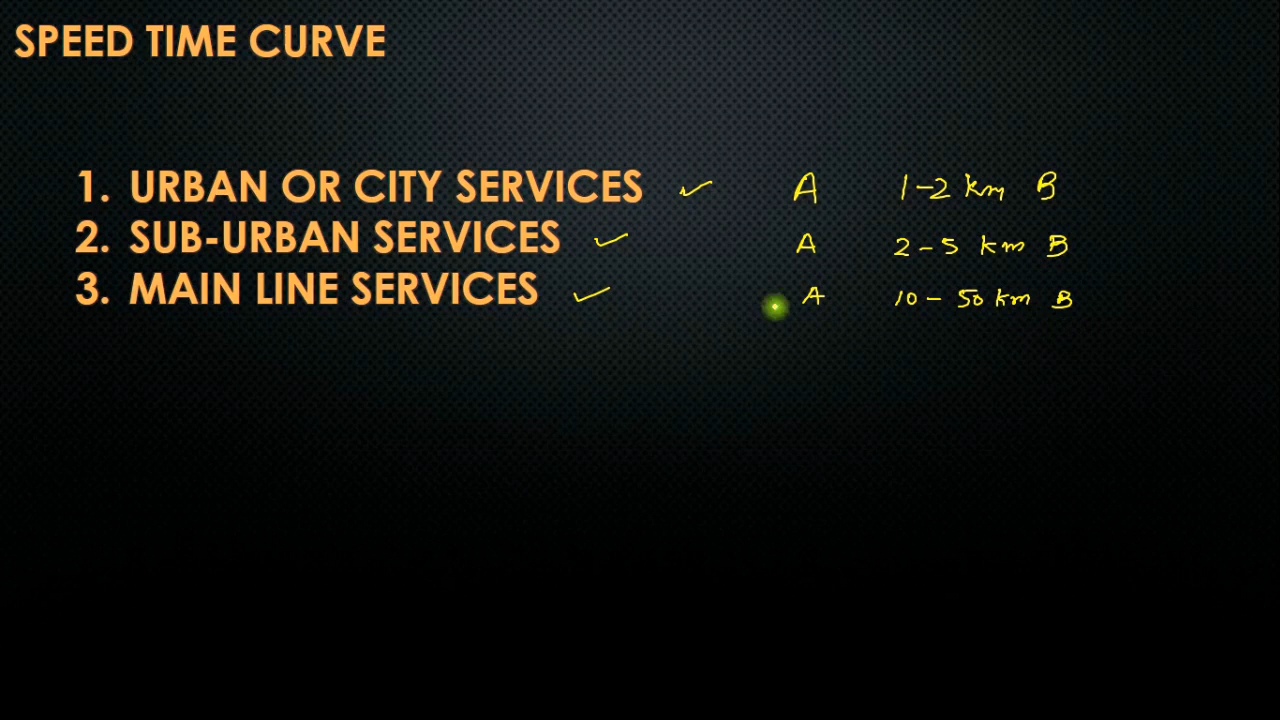 SPEED TIME CURVE
1. URBAN OR CITY SERVICES A 1-2 km B
2. SUB-URBAN SERVICES A 2-5 km B
3. MAIN LINE SERVICES A 10-50 km B